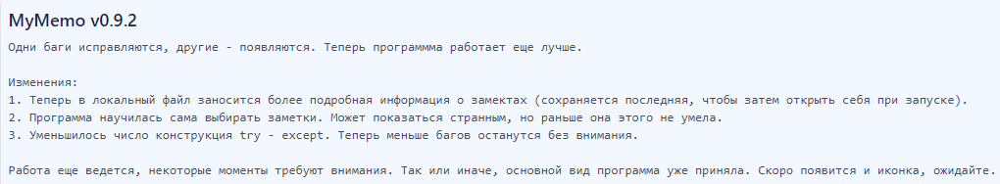 MyMemo v0.9.2
Одни баги исправляются, другие - появляются. Теперь программма работает еще лучше.
Изменения:
1. Теперь в локальный файл заносится более подробная информация о замектах (сохраняется последняя, чтобы затем открыть себя при запуске).
2. Программа научилась сама выбирать заметки. Может показаться странным, но раньше она этого не умела.
3. Уменьшилось число конструкция try - except. Теперь меньше багов останутся без внимания.
Работа еще ведется, некоторые моменты требуют внимания. Так или иначе, основной вид программа уже приняла. Скоро появится и иконка, ожидайте.